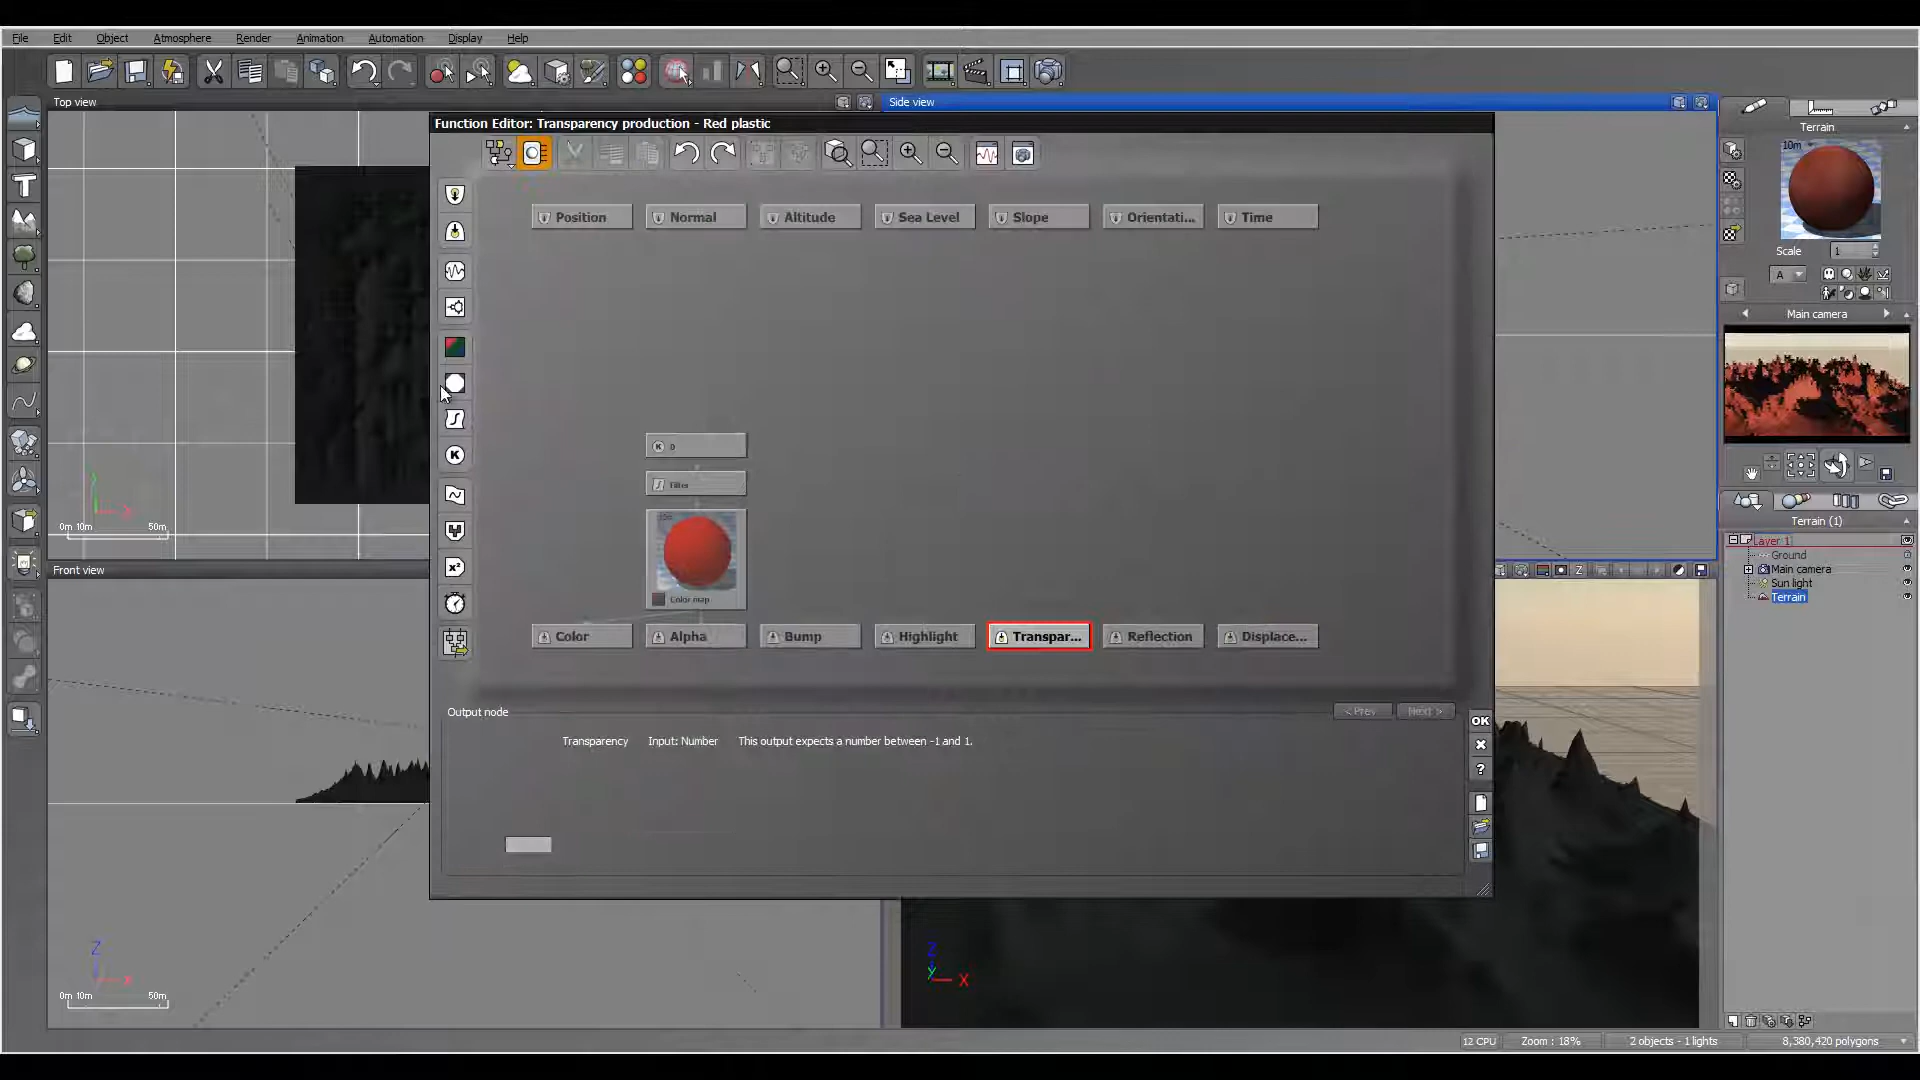 File Edit Object Atmosphere Render Animation Automation Display Help
Top view
Side view
Function Editor: Transparency production - Red plastic
Terrain
10m
Position Normal Altitude Sea Level Slope Orientati... Time
Scale 1
A
Main camera
K 0
Filter
Color map
Color Alpha Bump Highlight Transpar... Reflection Displace...
Terrain (1)
Layer 1
Ground
Main camera
Sun light
Terrain
0m 10m 50m
Front view
Output node
< Prev Next >
OK
Transparency Input: Number This output expects a number between -1 and 1.
Z
X
0m 10m 50m
Z
Y
X
12 CPU Zoom : 18% 2 objects - 1 lights 8,380,420 polygons